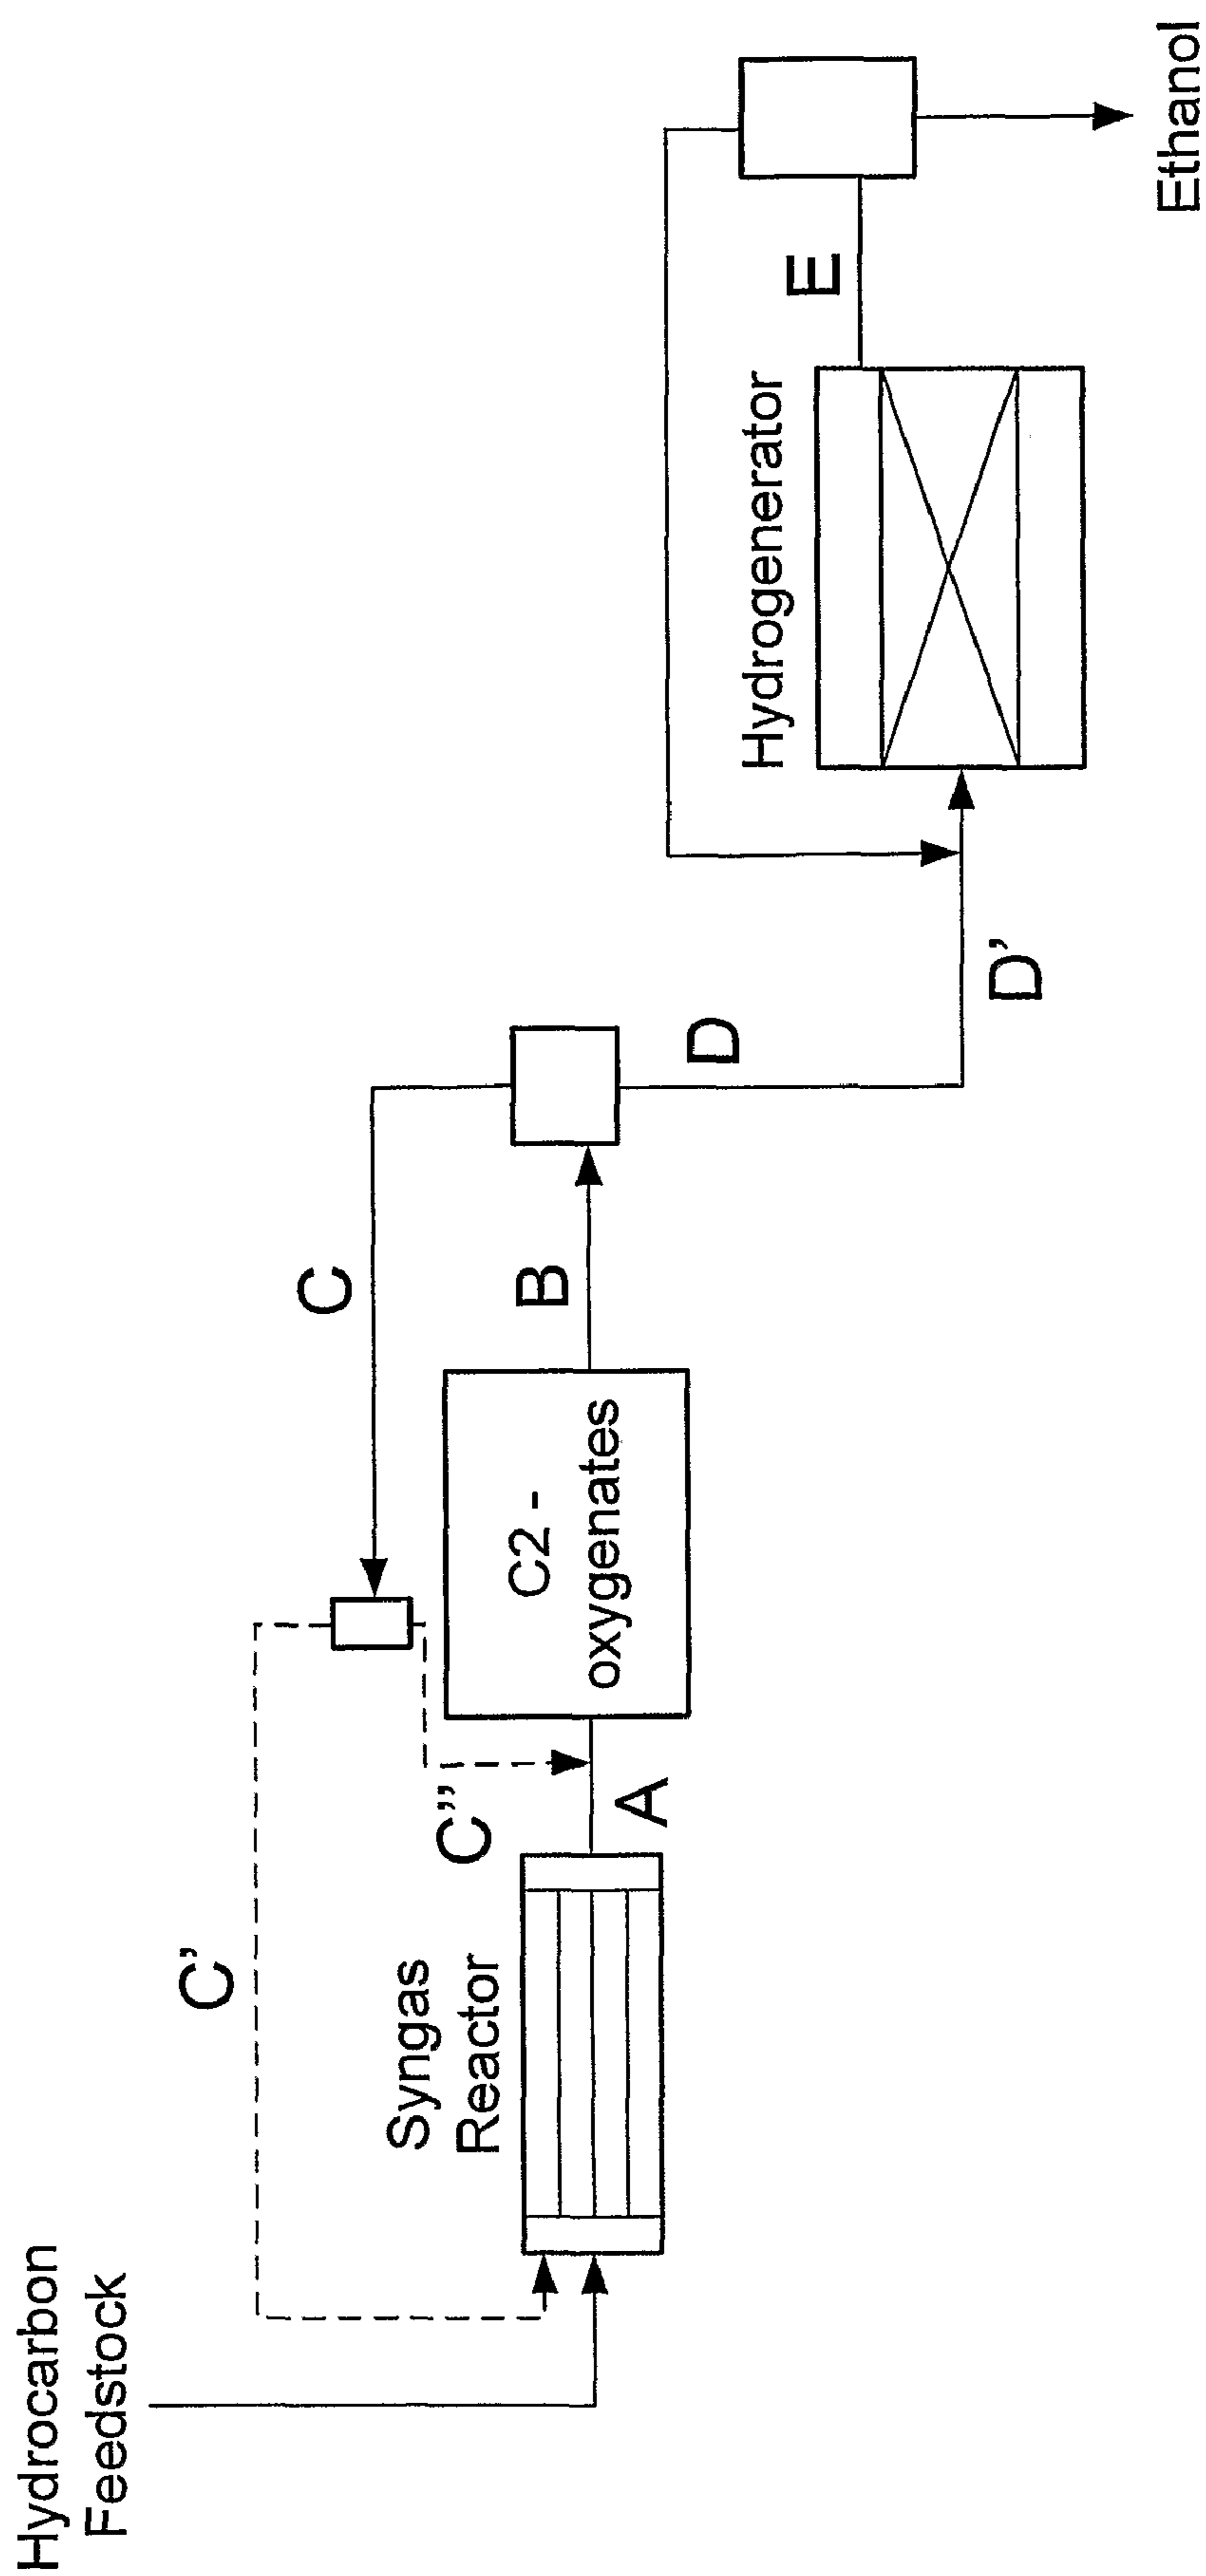 Hydrocarbon
Feedstock
C'
Syngas
Reactor
C"
A
C2 -
oxygenates
C
B
D
D'
Hydrogenerator
E
Ethanol